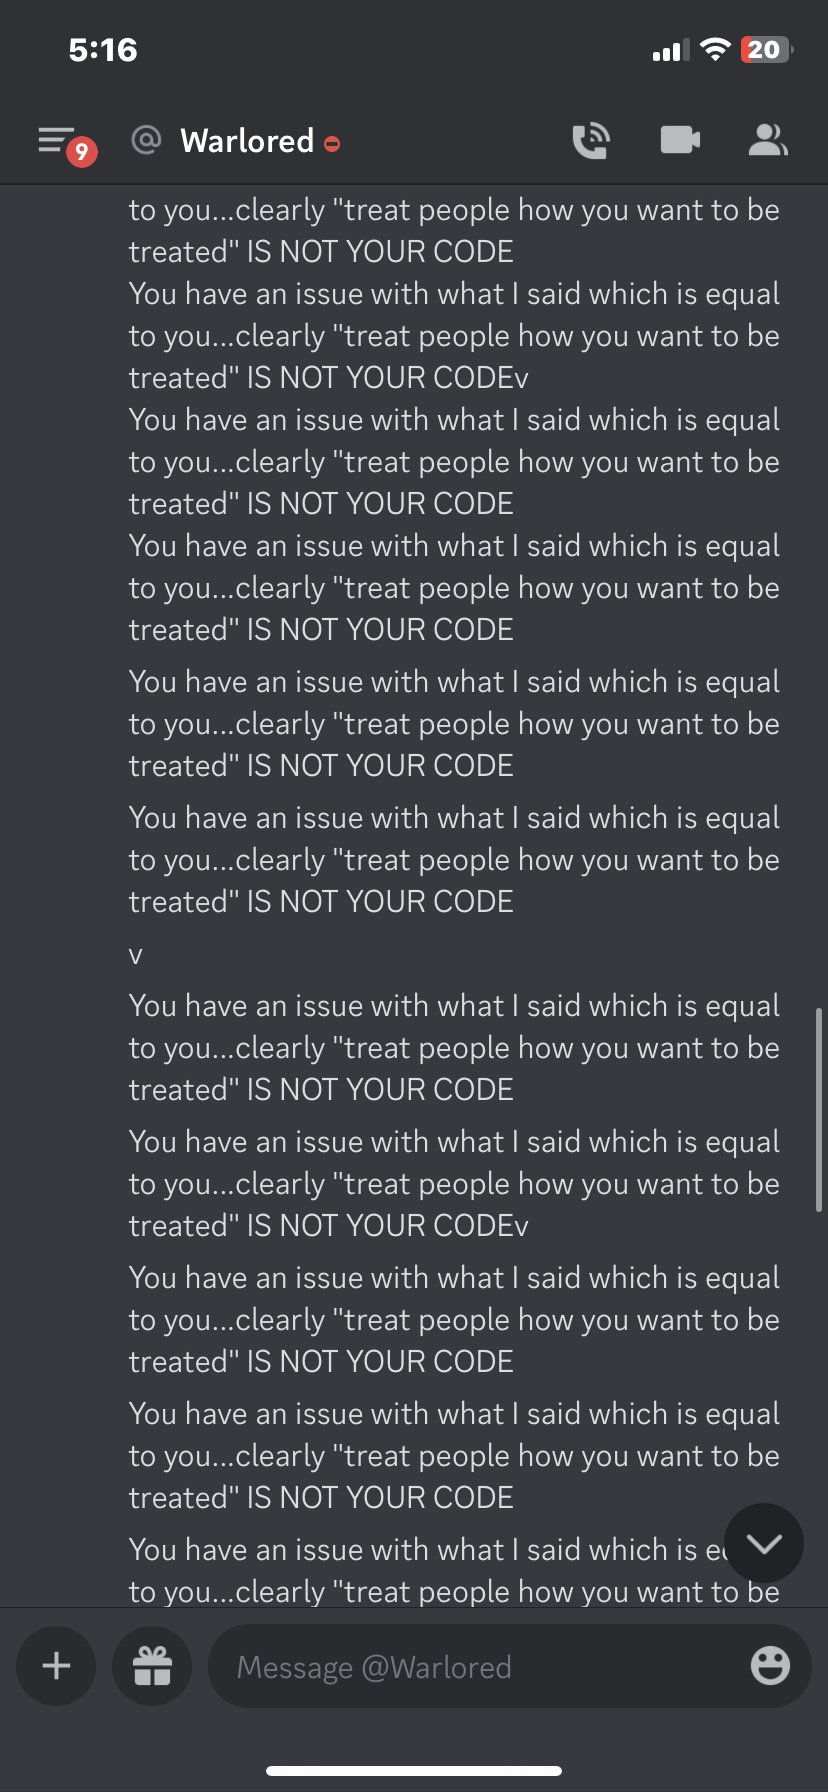 5:16
20
9
@ Warlored
to you...clearly "treat people how you want to be
treated" IS NOT YOUR CODE
You have an issue with what I said which is equal
to you...clearly "treat people how you want to be
treated" IS NOT YOUR CODEv
You have an issue with what I said which is equal
to you...clearly "treat people how you want to be
treated" IS NOT YOUR CODE
You have an issue with what I said which is equal
to you...clearly "treat people how you want to be
treated" IS NOT YOUR CODE
You have an issue with what I said which is equal
to you...clearly "treat people how you want to be
treated" IS NOT YOUR CODE
You have an issue with what I said which is equal
to you...clearly "treat people how you want to be
treated" IS NOT YOUR CODE
v
You have an issue with what I said which is equal
to you...clearly "treat people how you want to be
treated" IS NOT YOUR CODE
You have an issue with what I said which is equal
to you...clearly "treat people how you want to be
treated" IS NOT YOUR CODEv
You have an issue with what I said which is equal
to you...clearly "treat people how you want to be
treated" IS NOT YOUR CODE
You have an issue with what I said which is equal
to you...clearly "treat people how you want to be
treated" IS NOT YOUR CODE
You have an issue with what I said which is
to you...clearly "treat people how you want to be
Message @Warlored